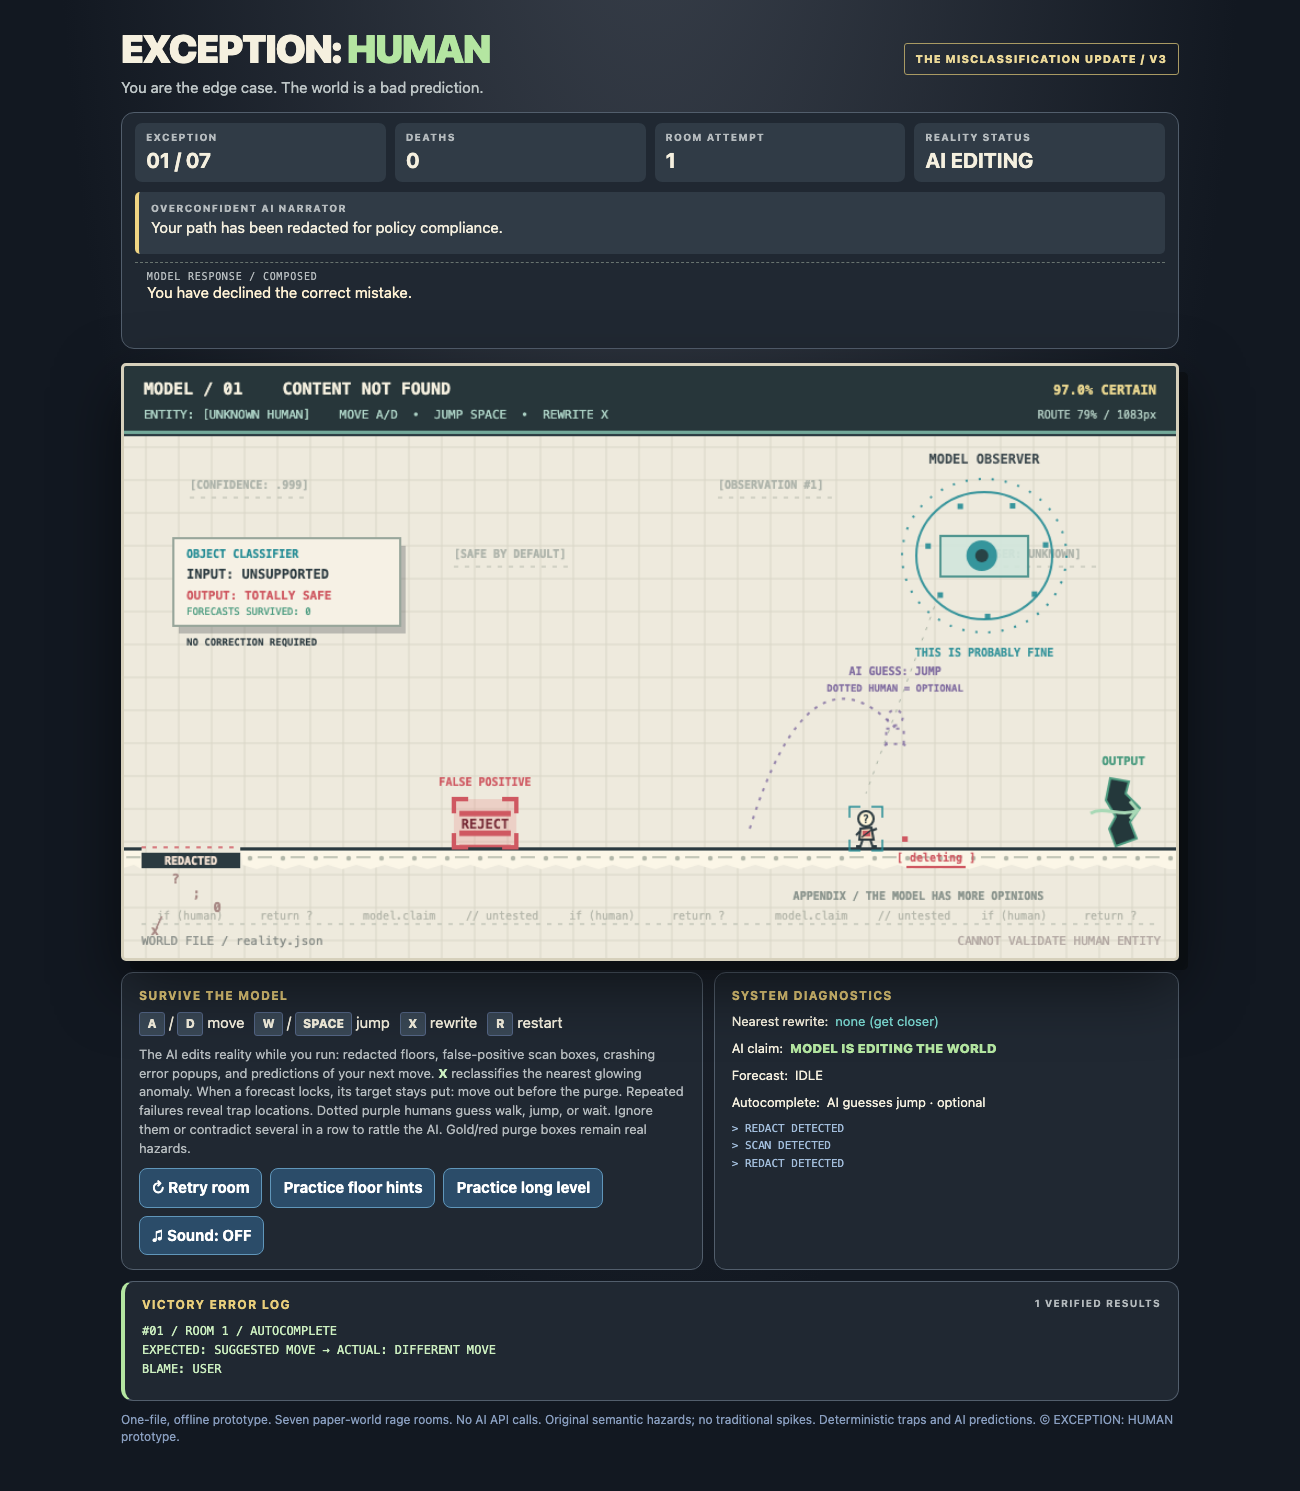 EXCEPTION: HUMAN
You are the edge case. The world is a bad prediction.
THE MISCLASSIFICATION UPDATE / V3
EXCEPTION
01 / 07
DEATHS
0
ROOM ATTEMPT
1
REALITY STATUS
AI EDITING
OVERCONFIDENT AI NARRATOR
Your path has been redacted for policy compliance.
MODEL RESPONSE / COMPOSED
You have declined the correct mistake.
MODEL / 01 CONTENT NOT FOUND
97.0% CERTAIN
ENTITY: [UNKNOWN HUMAN] MOVE A/D • JUMP SPACE • REWRITE X
ROUTE 79% / 1083px
MODEL OBSERVER
[CONFIDENCE: .999]
[OBSERVATION #1]
OBJECT CLASSIFIER
INPUT: UNSUPPORTED
OUTPUT: TOTALLY SAFE
FORECASTS SURVIVED: 0
NO CORRECTION REQUIRED
[SAFE BY DEFAULT]
UNKNOWN]
THIS IS PROBABLY FINE
AI GUESS: JUMP
DOTTED HUMAN = OPTIONAL
OUTPUT
FALSE POSITIVE
REJECT
?
REDACTED
[ deleting ]
?
;
0
/
x
APPENDIX / THE MODEL HAS MORE OPINIONS
if (human) return ? model.claim // untested if (human) return ? model.claim // untested if (human) return ?
WORLD FILE / reality.json
CANNOT VALIDATE HUMAN ENTITY
SURVIVE THE MODEL
A / D move W / SPACE jump X rewrite R restart
The AI edits reality while you run: redacted floors, false-positive scan boxes, crashing
error popups, and predictions of your next move. X reclassifies the nearest glowing
anomaly. When a forecast locks, its target stays put: move out before the purge. Repeated
failures reveal trap locations. Dotted purple humans guess walk, jump, or wait. Ignore
them or contradict several in a row to rattle the AI. Gold/red purge boxes remain real
hazards.
↻ Retry room
Practice floor hints
Practice long level
♫ Sound: OFF
SYSTEM DIAGNOSTICS
Nearest rewrite: none (get closer)
AI claim: MODEL IS EDITING THE WORLD
Forecast: IDLE
Autocomplete: AI guesses jump · optional
> REDACT DETECTED
> SCAN DETECTED
> REDACT DETECTED
VICTORY ERROR LOG
1 VERIFIED RESULTS
#01 / ROOM 1 / AUTOCOMPLETE
EXPECTED: SUGGESTED MOVE → ACTUAL: DIFFERENT MOVE
BLAME: USER
One-file, offline prototype. Seven paper-world rage rooms. No AI API calls. Original semantic hazards; no traditional spikes. Deterministic traps and AI predictions. © EXCEPTION: HUMAN
prototype.